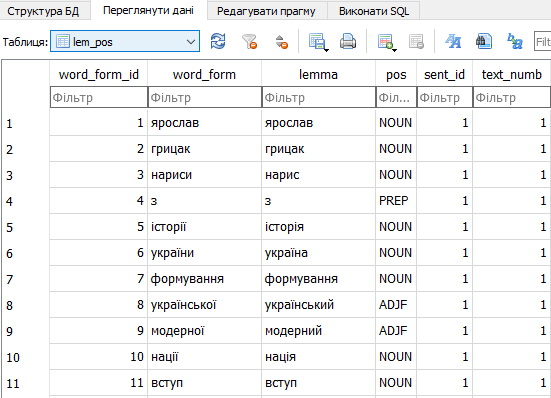 Структура БД Переглянути дані Редагувати прагму Виконати SQL
Таблиця: lem_pos Filt
word_form_id word_form lemma pos sent_id text_numb
Фільтр Фільтр Фільтр Філ... Фільтр Фільтр
1 1 ярослав ярослав NOUN 1 1
2 2 грицак грицак NOUN 1 1
3 3 нариси нарис NOUN 1 1
4 4 з з PREP 1 1
5 5 історії історія NOUN 1 1
6 6 україни україна NOUN 1 1
7 7 формування формування NOUN 1 1
8 8 української український ADJF 1 1
9 9 модерної модерний ADJF 1 1
10 10 нації нація NOUN 1 1
11 11 вступ вступ NOUN 1 1